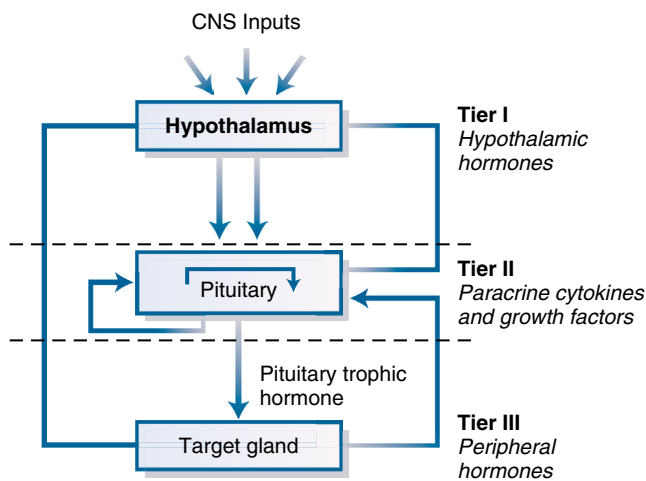 CNS Inputs
Hypothalamus
Tier I
Hypothalamic
hormones
Pituitary
Tier II
Paracrine cytokines
and growth factors
Pituitary trophic
hormone
Target gland
Tier III
Peripheral
hormones